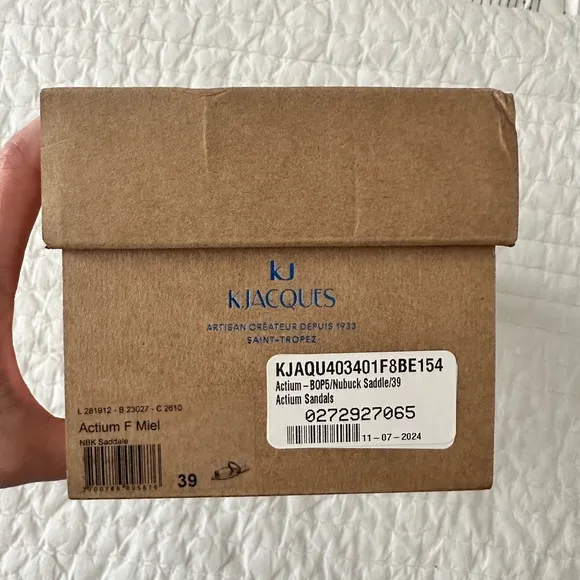 kJ
KJACQUES
ARTISAN CRÉATEUR DEPUIS 1933
SAINT-TROPEZ
KJAQU403401F8BE154
Actium-BOP5/Nubuck Saddle/39
Actium Sandals
0272927065
11-07-2024
L 281912 - B 23027 - C 2610
Actium F Miel
NBK Saddale
39